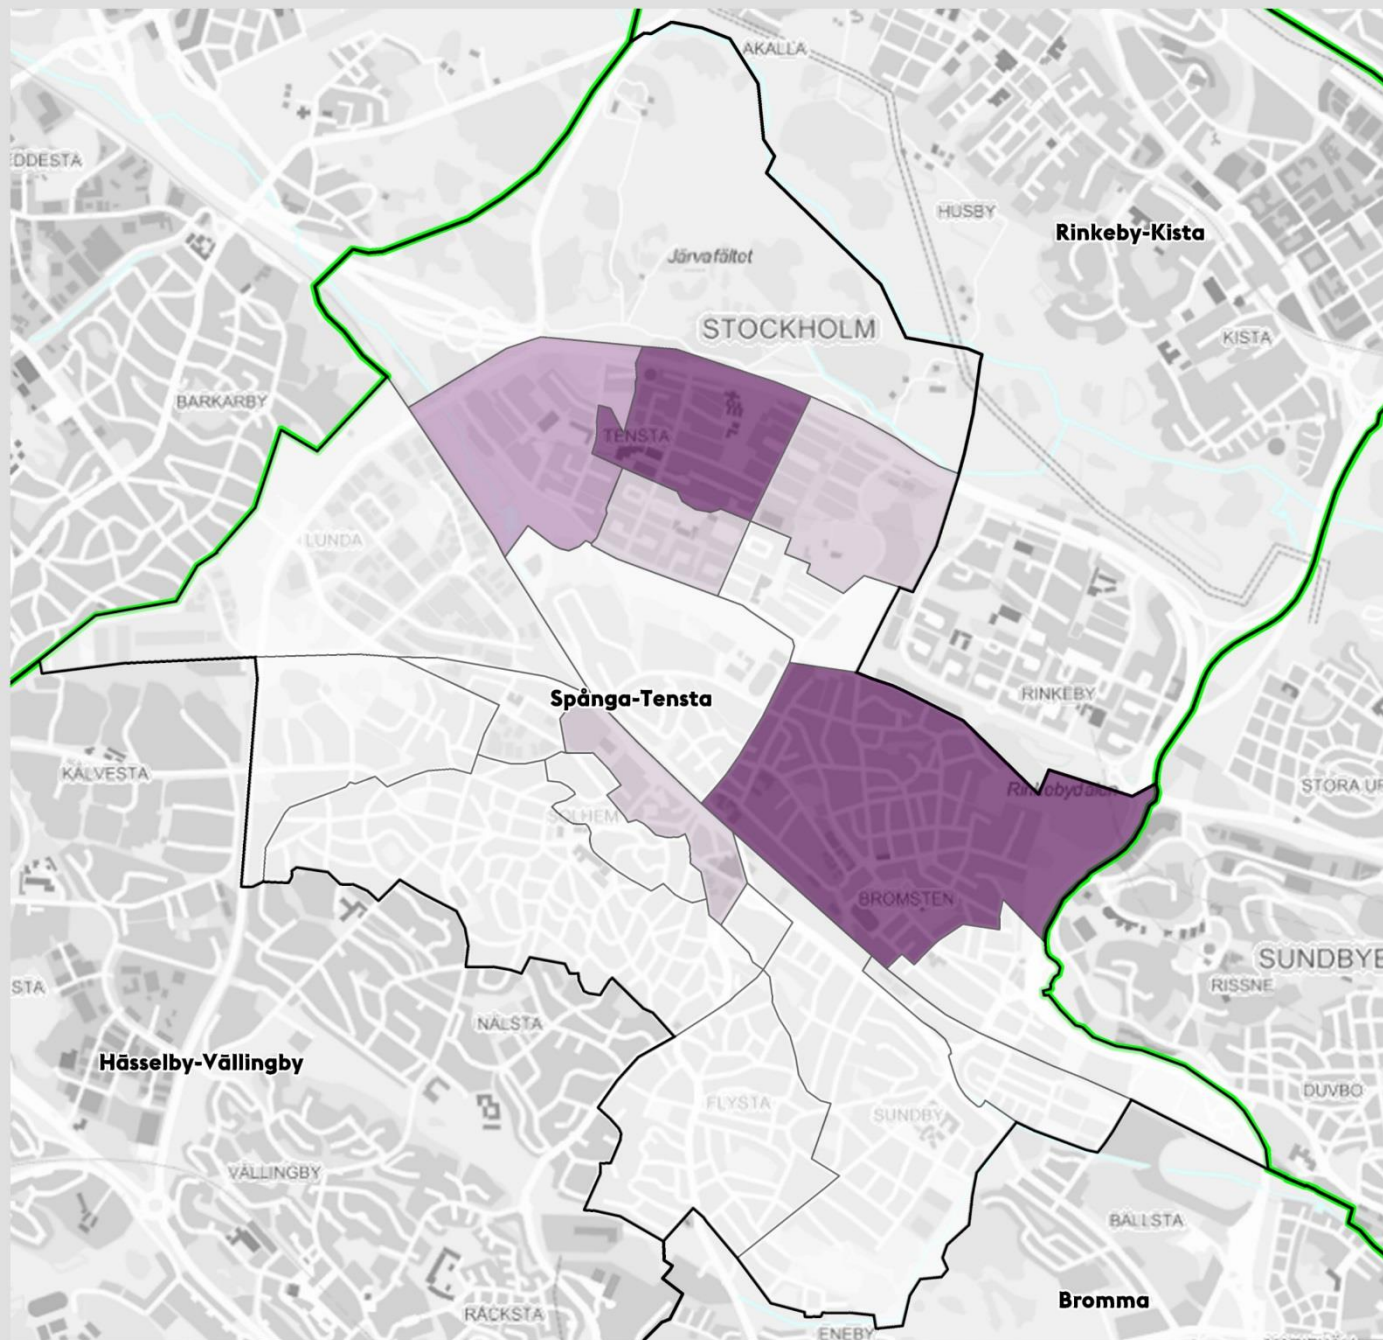 AKALLA
EDDESTA
HUSBY
Rinkeby-Kista
Järvafältet
STOCKHOLM
KISTA
BARKARBY
TENSTA
LUNDA
RINKEBY
Spånga-Tensta
KÄLVESTA
STORA UR
Rinkebydalen
SOLHEM
BROMSTEN
SUNDBYB
STA
RISSNE
NÄLSTA
Hässelby-Vällingby
DUVBO
FLYSTA
SUNDBY
VÄLLINGBY
BÄLLSTA
Bromma
RÅCKSTA
ENEBY